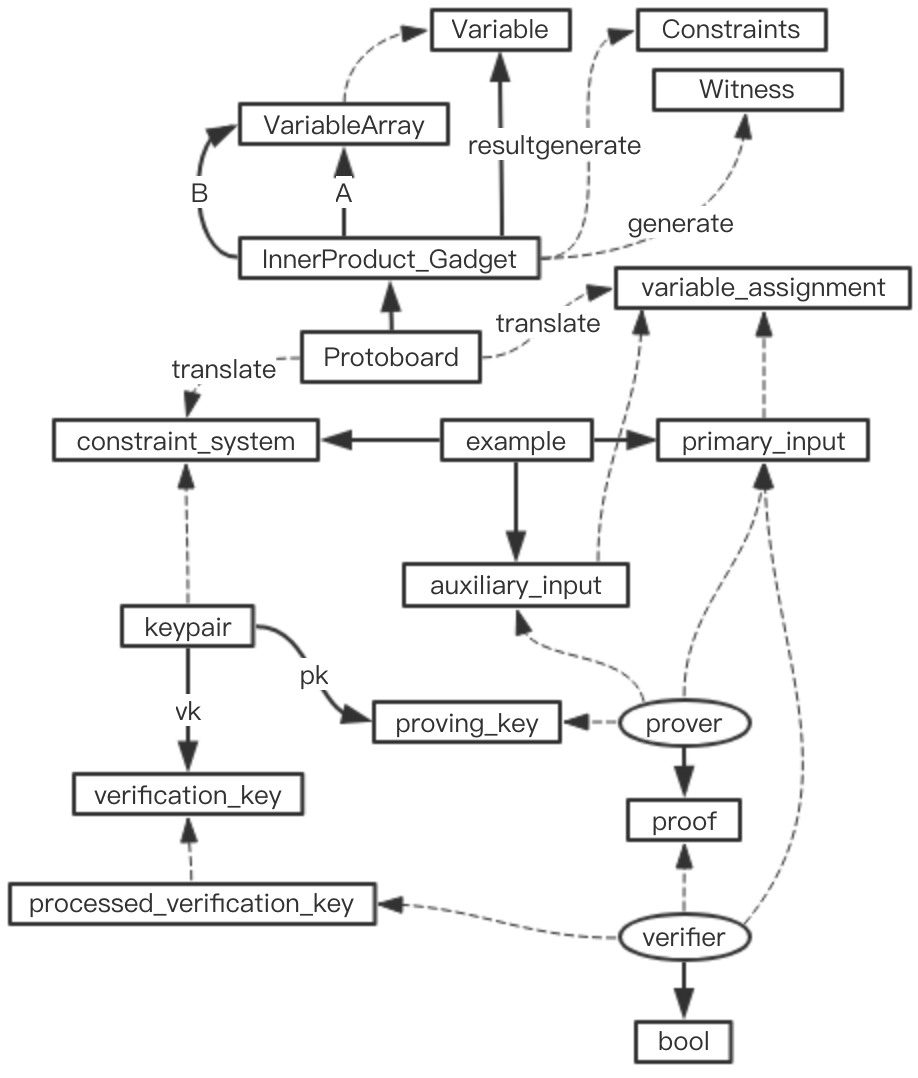 Variable
Constraints
Witness
VariableArray
resultgenerate
B
A
generate
InnerProduct_Gadget
variable_assignment
translate
Protoboard
translate
constraint_system
example
primary_input
auxiliary_input
keypair
pk
vk
proving_key
prover
verification_key
proof
processed_verification_key
verifier
bool